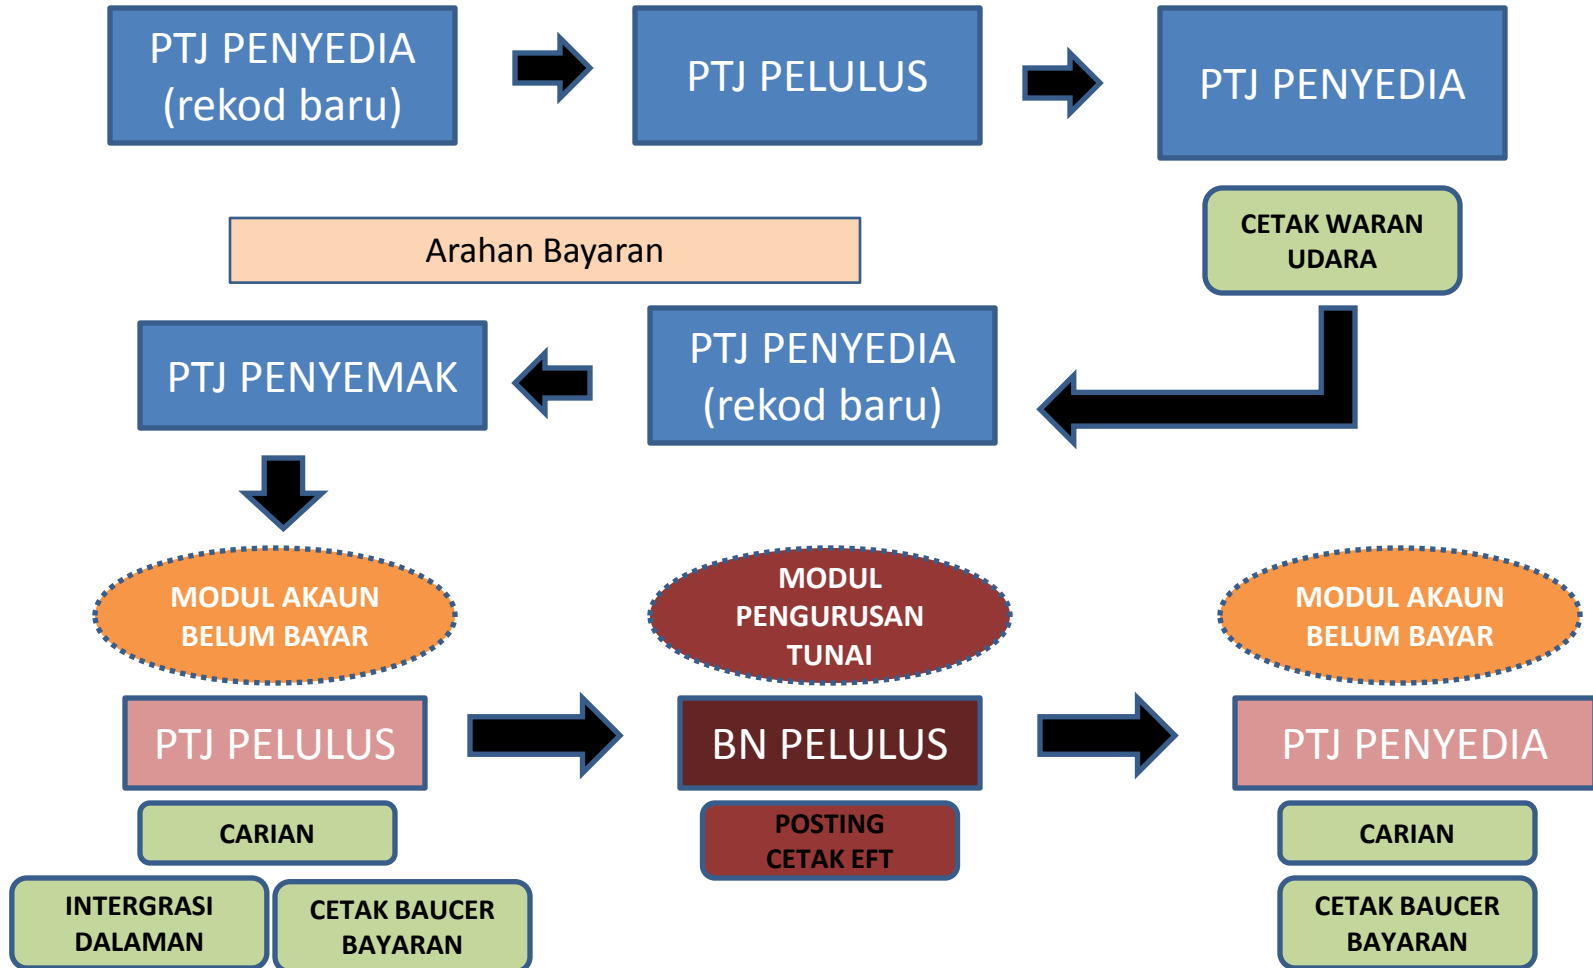 PTJ PENYEDIA
(rekod baru)
PTJ PELULUS
PTJ PENYEDIA
CETAK WARAN
UDARA
Arahan Bayaran
PTJ PENYEMAK
PTJ PENYEDIA
(rekod baru)
MODUL AKAUN
BELUM BAYAR
MODUL
PENGURUSAN
TUNAI
MODUL AKAUN
BELUM BAYAR
PTJ PELULUS
BN PELULUS
PTJ PENYEDIA
CARIAN
POSTING
CETAK EFT
CARIAN
INTERGRASI
DALAMAN
CETAK BAUCER
BAYARAN
CETAK BAUCER
BAYARAN